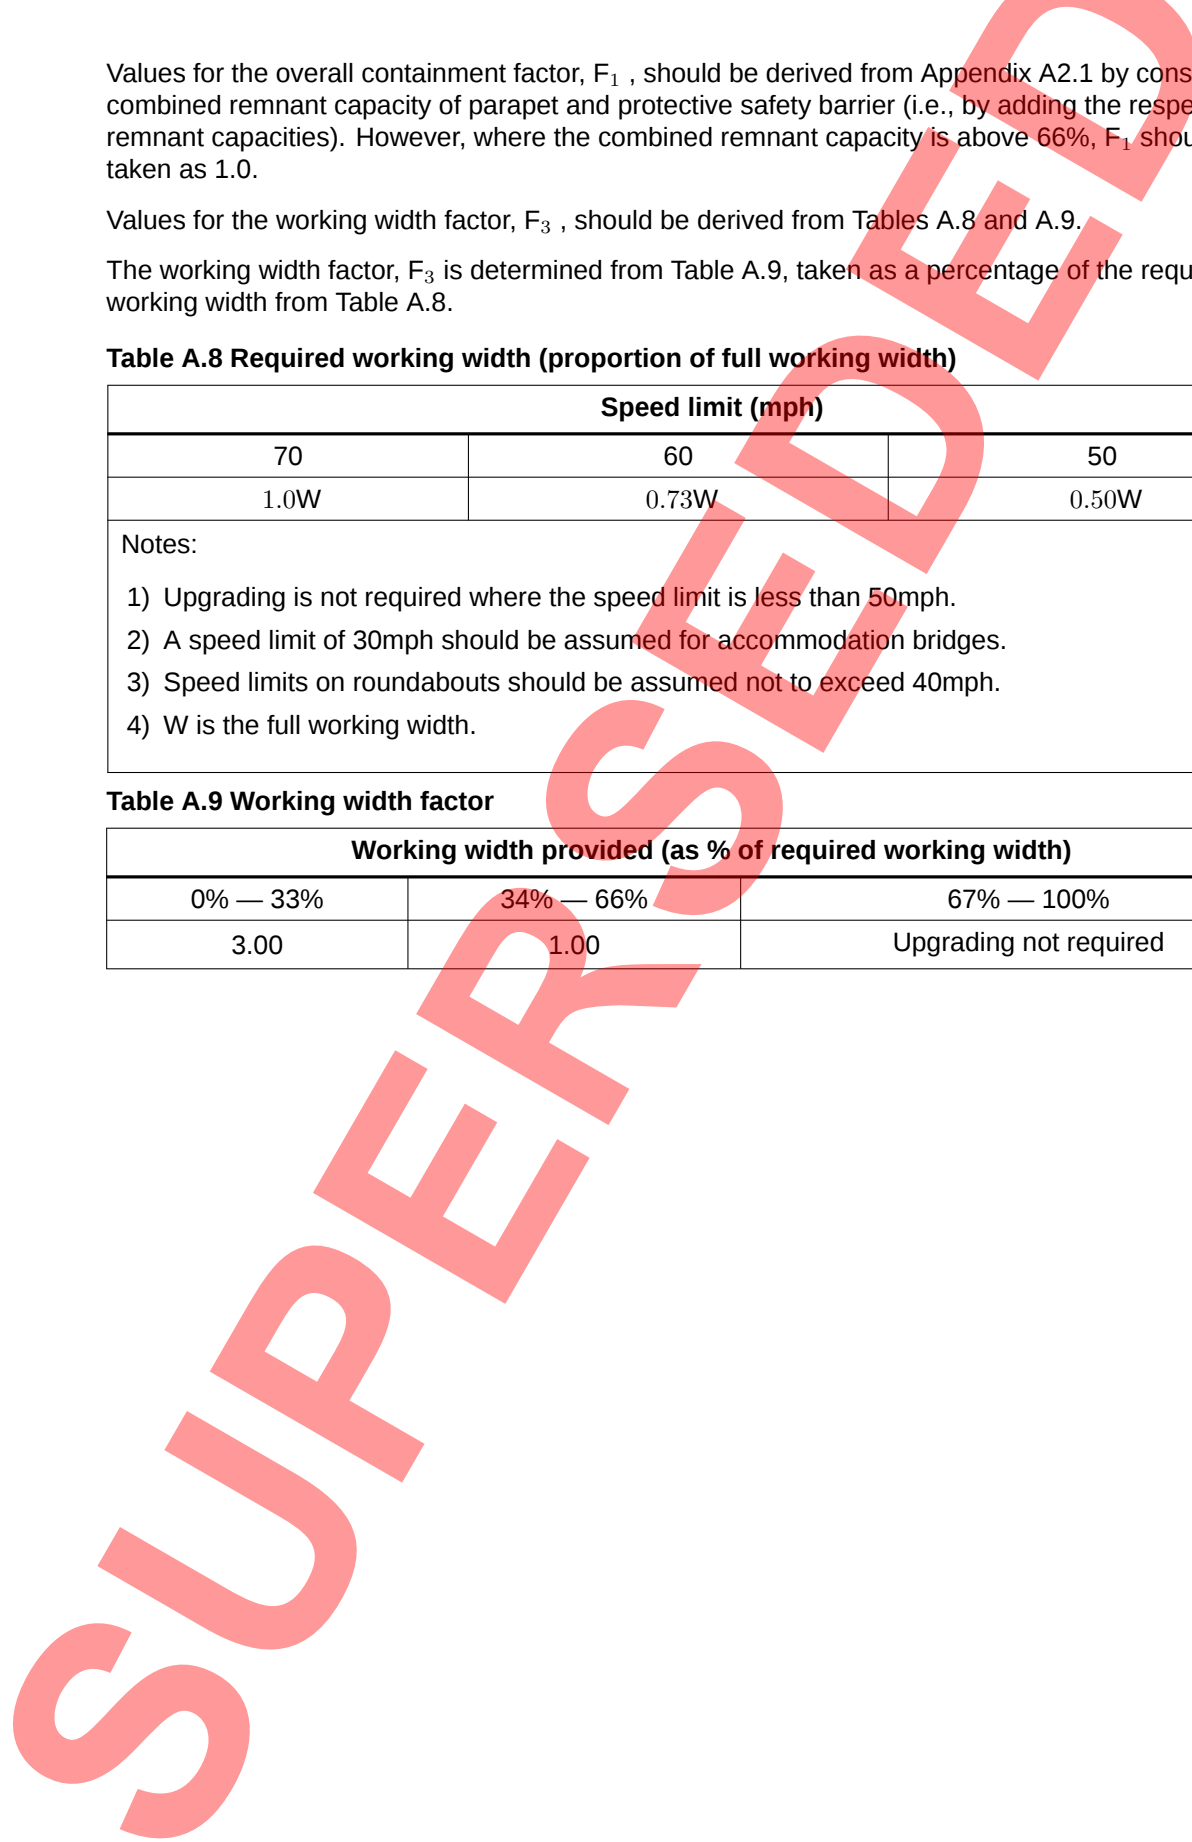 Values for the overall containment factor, F1 , should be derived from Appendix A2.1 by cons
combined remnant capacity of parapet and protective safety barrier (i.e., by adding the respe
remnant capacities). However, where the combined remnant capacity is above 66%, F1 shou
taken as 1.0.
Values for the working width factor, F3 , should be derived from Tables A.8 and A.9.
The working width factor, F3 is determined from Table A.9, taken as a percentage of the requ
working width from Table A.8.
Table A.8 Required working width (proportion of full working width)
Speed limit (mph)
70 60 50
1.0W 0.73W 0.50W
Notes:
1) Upgrading is not required where the speed limit is less than 50mph.
2) A speed limit of 30mph should be assumed for accommodation bridges.
3) Speed limits on roundabouts should be assumed not to exceed 40mph.
4) W is the full working width.
Table A.9 Working width factor
Working width provided (as % of required working width)
0% — 33% 34% — 66% 67% — 100%
3.00 1.00 Upgrading not required
SUPERSEDED